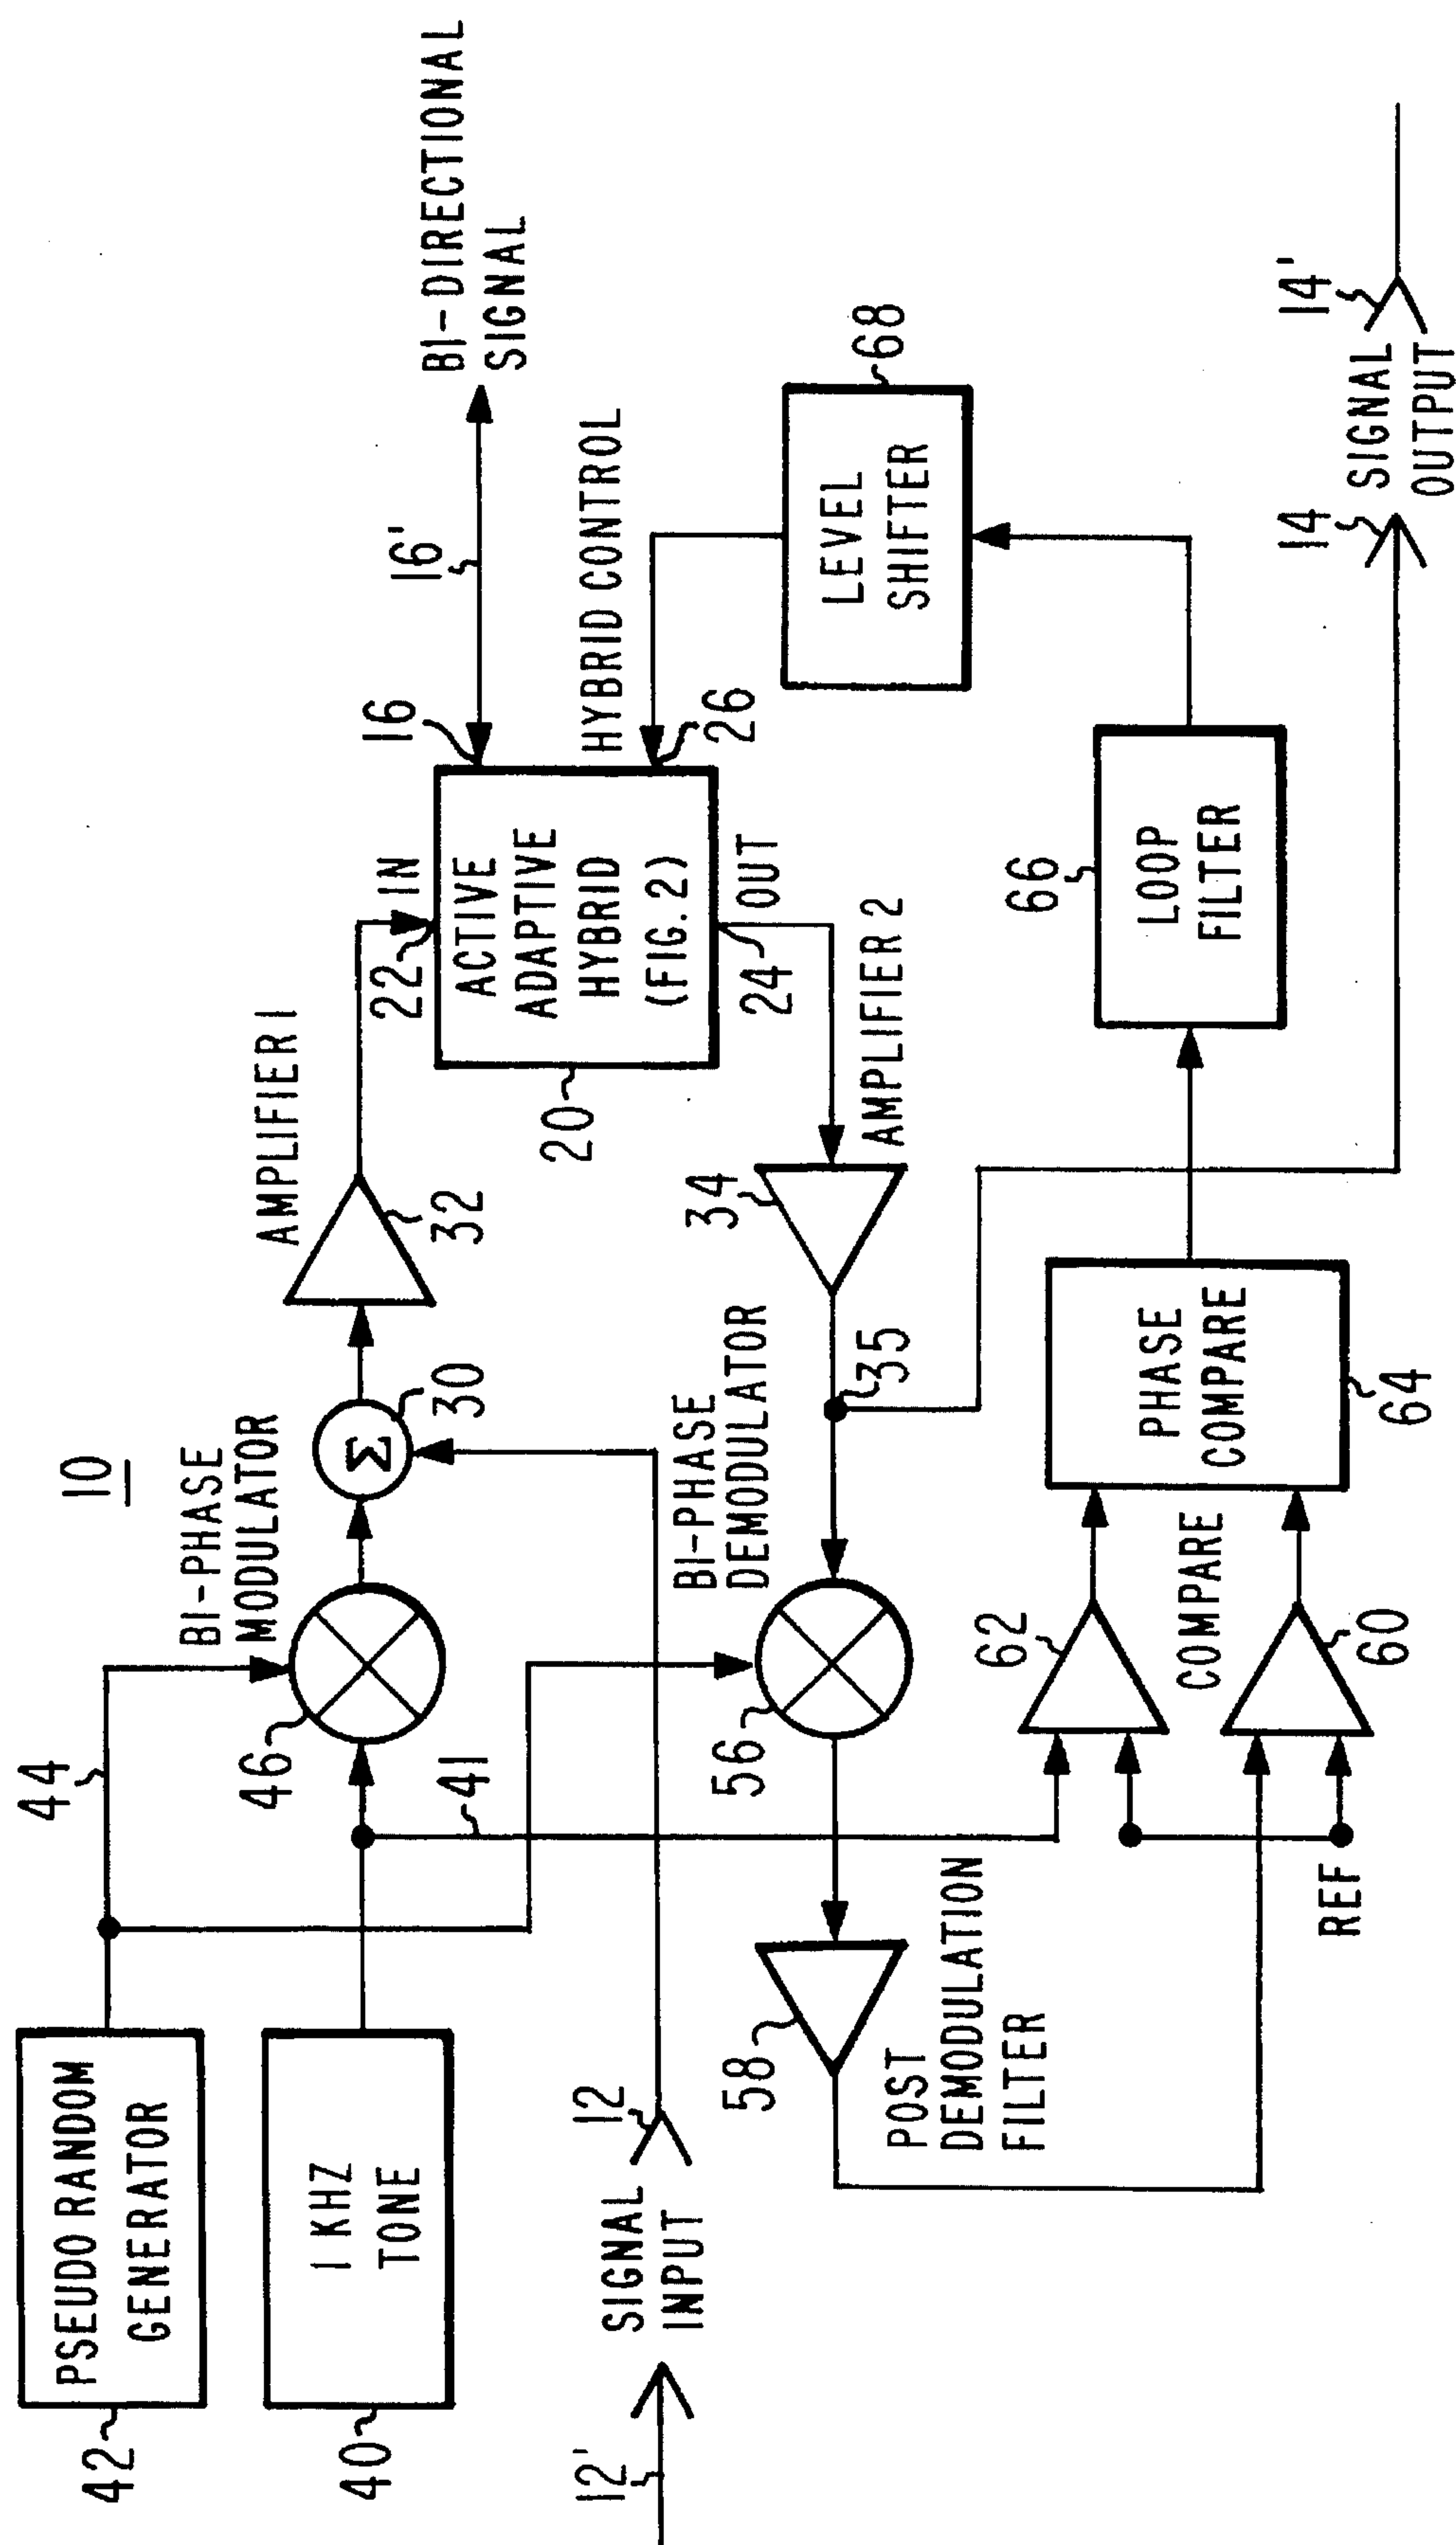 10
PSEUDO RANDOM
GENERATOR
42
44
1 KHZ
TONE
40
41
BI-PHASE
MODULATOR
46
Σ
30
AMPLIFIER 1
32
22
IN
ACTIVE
ADAPTIVE
HYBRID
(FIG. 2)
20
OUT
24
16
16'
BI-DIRECTIONAL
SIGNAL
HYBRID CONTROL
26
12'
SIGNAL
INPUT
12
BI-PHASE
DEMODULATOR
56
35
34
AMPLIFIER 2
58
POST
DEMODULATION
FILTER
REF
62
COMPARE
60
PHASE
COMPARE
64
66
LOOP
FILTER
LEVEL
SHIFTER
68
14
SIGNAL
OUTPUT
14'